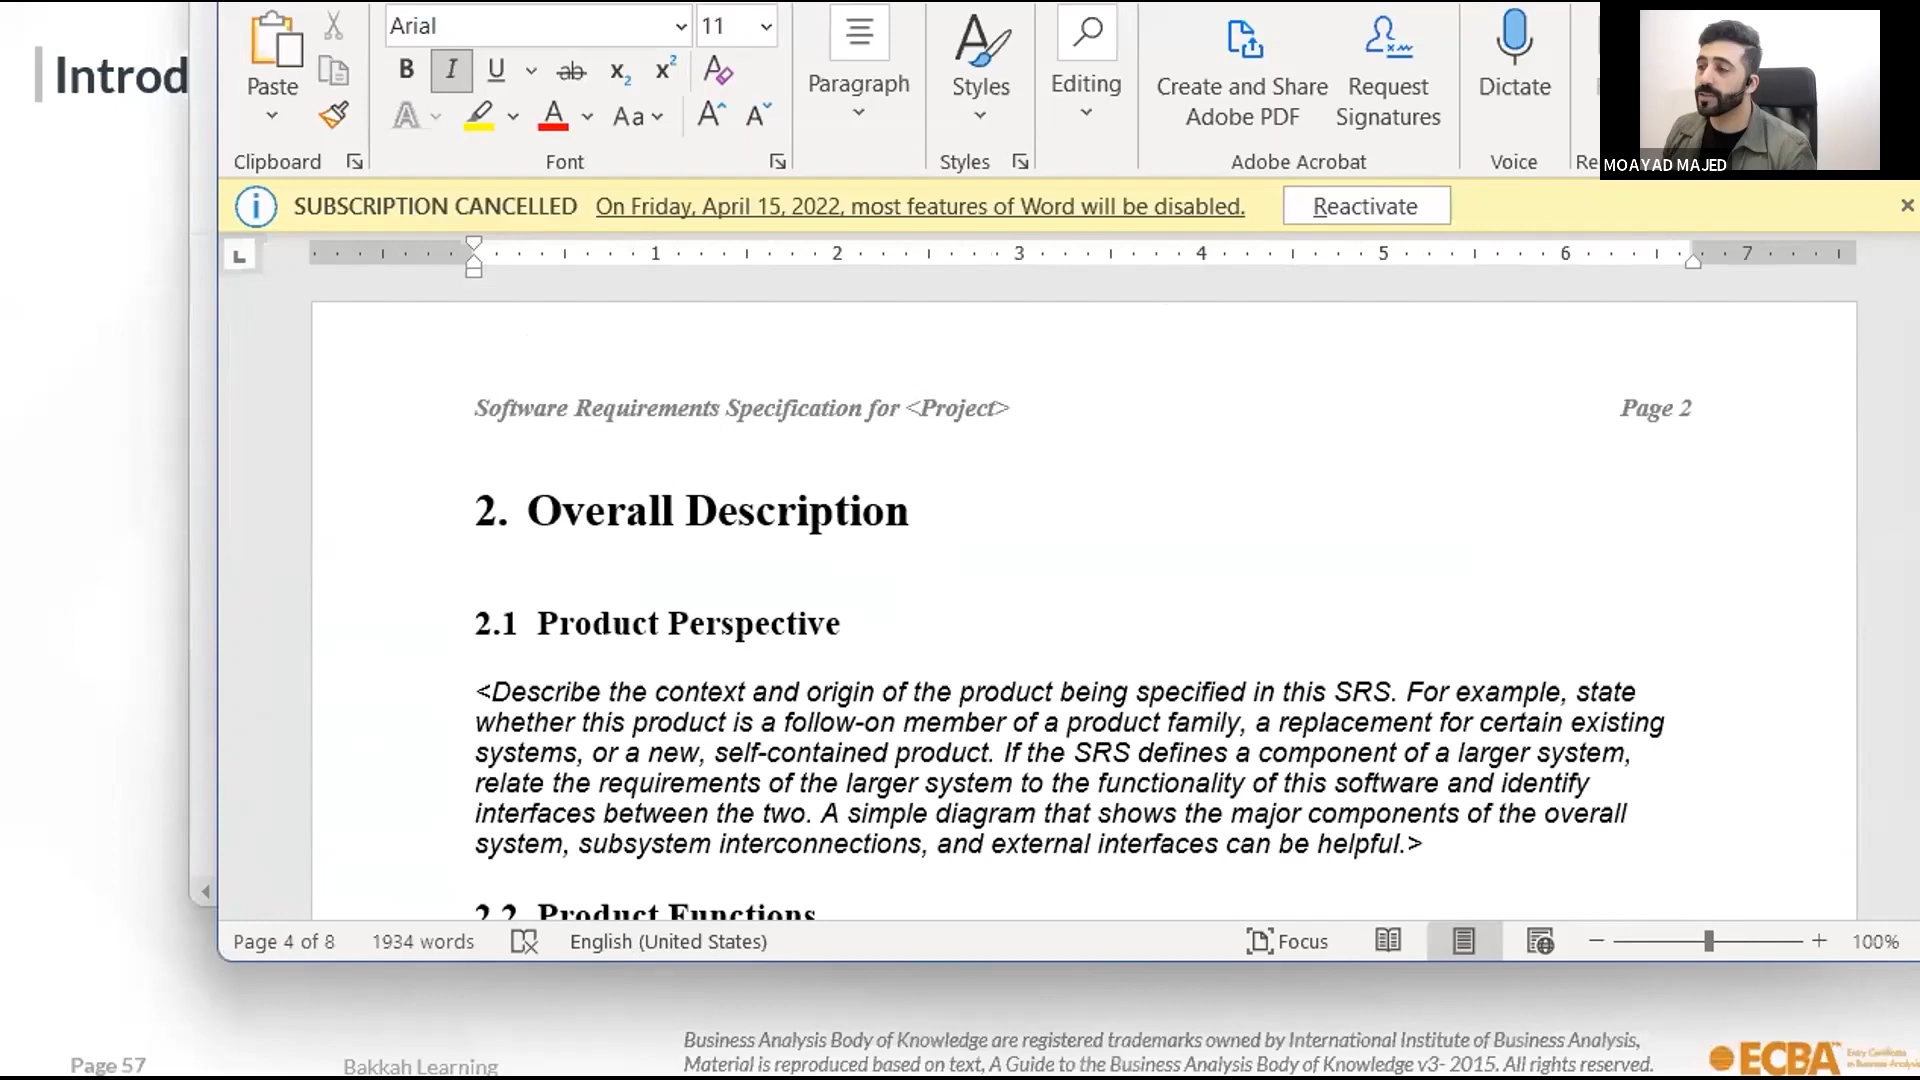 Introd
Arial
11
Paste
Paragraph
Styles
Editing
Create and Share
Adobe PDF
Request
Signatures
Dictate
Clipboard
Font
Styles
Adobe Acrobat
Voice
Re
MOAYAD MAJED
SUBSCRIPTION CANCELLED On Friday, April 15, 2022, most features of Word will be disabled. Reactivate
1 2 3 4 5 6 7
Software Requirements Specification for <Project> Page 2
2. Overall Description
2.1 Product Perspective
<Describe the context and origin of the product being specified in this SRS. For example, state
whether this product is a follow-on member of a product family, a replacement for certain existing
systems, or a new, self-contained product. If the SRS defines a component of a larger system,
relate the requirements of the larger system to the functionality of this software and identify
interfaces between the two. A simple diagram that shows the major components of the overall
system, subsystem interconnections, and external interfaces can be helpful.>
2.2 Product Functions
Page 4 of 8 1934 words English (United States) Focus 100%
Business Analysis Body of Knowledge are registered trademarks owned by International Institute of Business Analysis,
Material is reproduced based on text, A Guide to the Business Analysis Body of Knowledge v3- 2015. All rights reserved.
Page 57
Bakkah Learning
ECBA